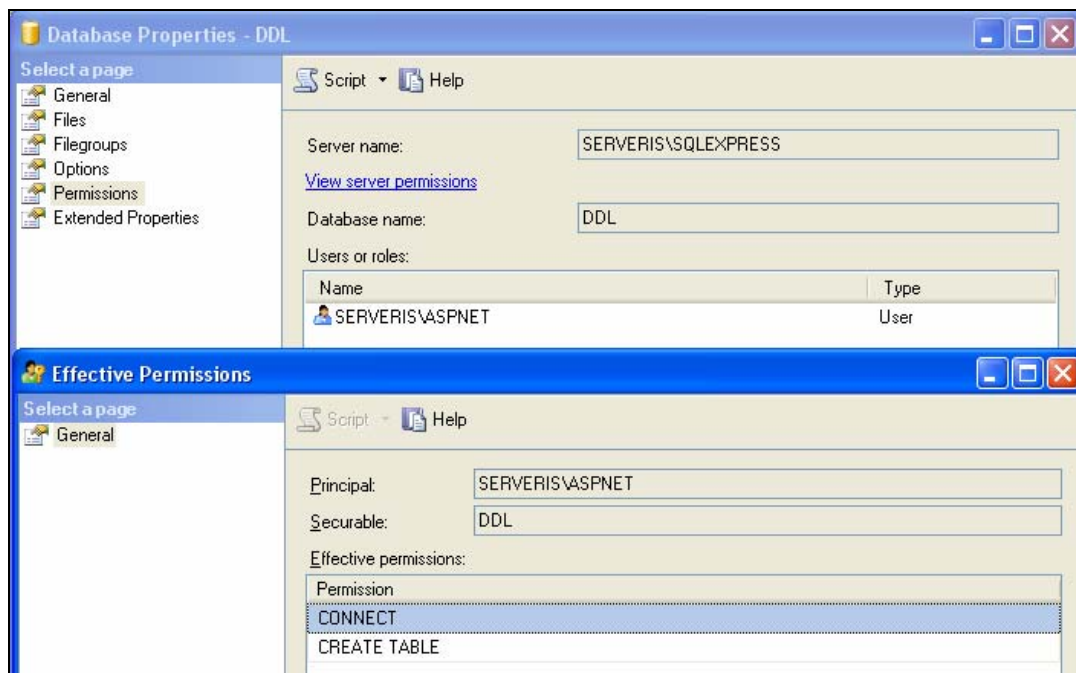 Database Properties - DDL
Select a page
General
Files
Filegroups
Options
Permissions
Extended Properties
Script Help
Server name: SERVERIS\SQLEXPRESS
View server permissions
Database name: DDL
Users or roles:
Name Type
SERVERIS\ASPNET User
Effective Permissions
Select a page
General
Script Help
Principal: SERVERIS\ASPNET
Securable: DDL
Effective permissions:
Permission
CONNECT
CREATE TABLE